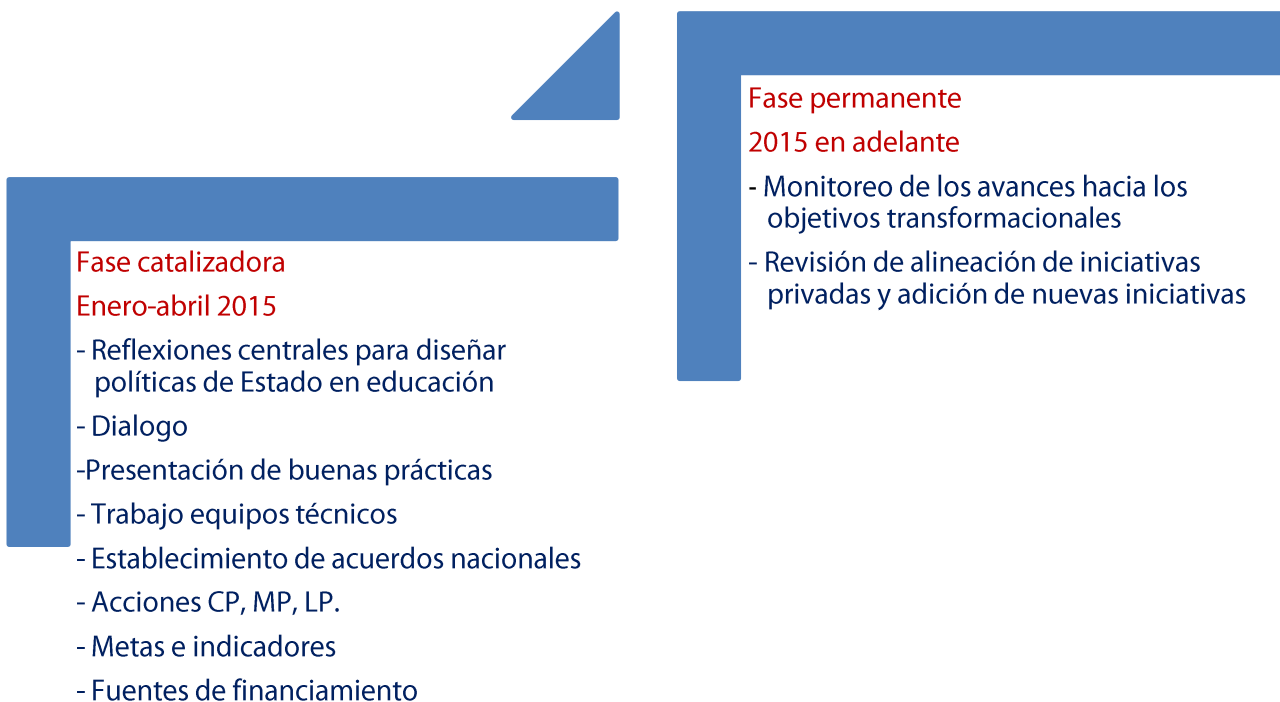 Fase catalizadora
Enero-abril 2015
- Reflexiones centrales para diseñar
políticas de Estado en educación
- Dialogo
-Presentación de buenas prácticas
- Trabajo equipos técnicos
- Establecimiento de acuerdos nacionales
- Acciones CP, MP, LP.
- Metas e indicadores
- Fuentes de financiamiento
Fase permanente
2015 en adelante
- Monitoreo de los avances hacia los
objetivos transformacionales
- Revisión de alineación de iniciativas
privadas y adición de nuevas iniciativas